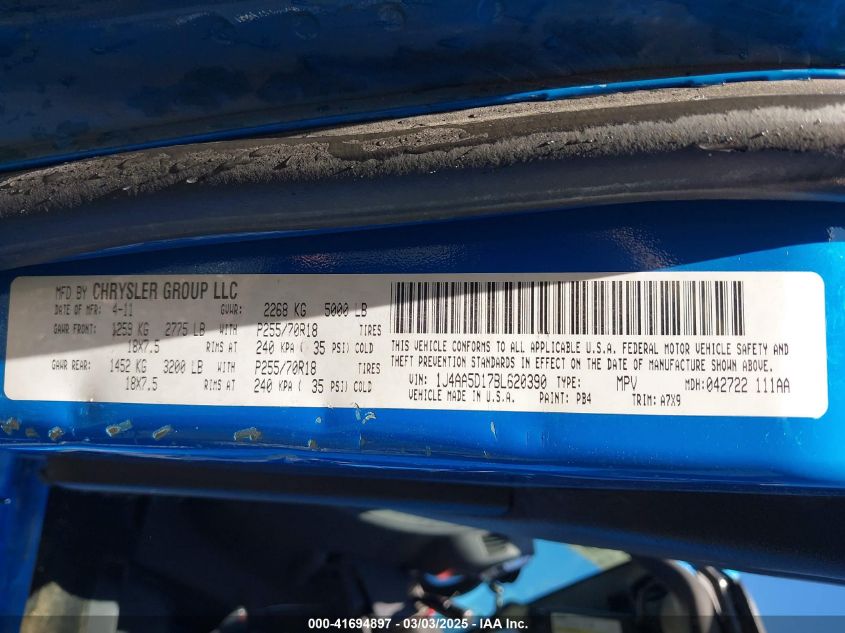 MFD BY CHRYSLER GROUP LLC
DATE OF MFR: 4-11 GVWR: 2268 KG 5000 LB
GAWR FRONT: 1259 KG 2775 LB WITH P255/70R18 TIRES
18X7.5 RIMS AT 240 KPA ( 35 PSI) COLD
GAWR REAR: 1452 KG 3200 LB WITH P255/70R18 TIRES
18X7.5 RIMS AT 240 KPA ( 35 PSI) COLD
THIS VEHICLE CONFORMS TO ALL APPLICABLE U.S.A. FEDERAL MOTOR VEHICLE SAFETY AND
THEFT PREVENTION STANDARDS IN EFFECT ON THE DATE OF MANUFACTURE SHOWN ABOVE.
VIN: 1J4AA5D179L620390 TYPE: MPV MDH: 042722 111AA
VEHICLE MADE IN U.S.A. PAINT: PB4 TRIM: A7X9
000-41694897 - 03/03/2025 - IAAI.COM